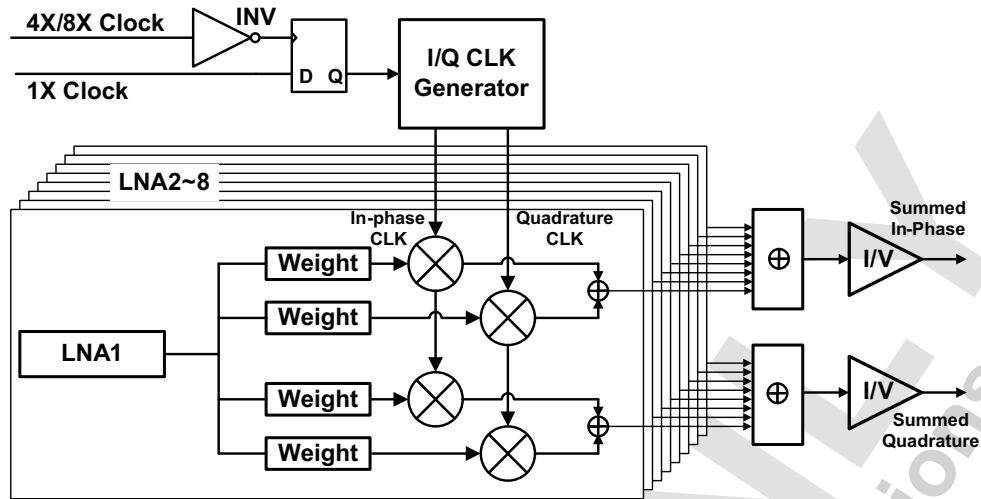 4X/8X Clock
INV
1X Clock
D Q
I/Q CLK
Generator
LNA2~8
In-phase
CLK
Quadrature
CLK
Weight
Weight
LNA1
Weight
Weight
I/V
Summed
In-Phase
I/V
Summed
Quadrature
ions